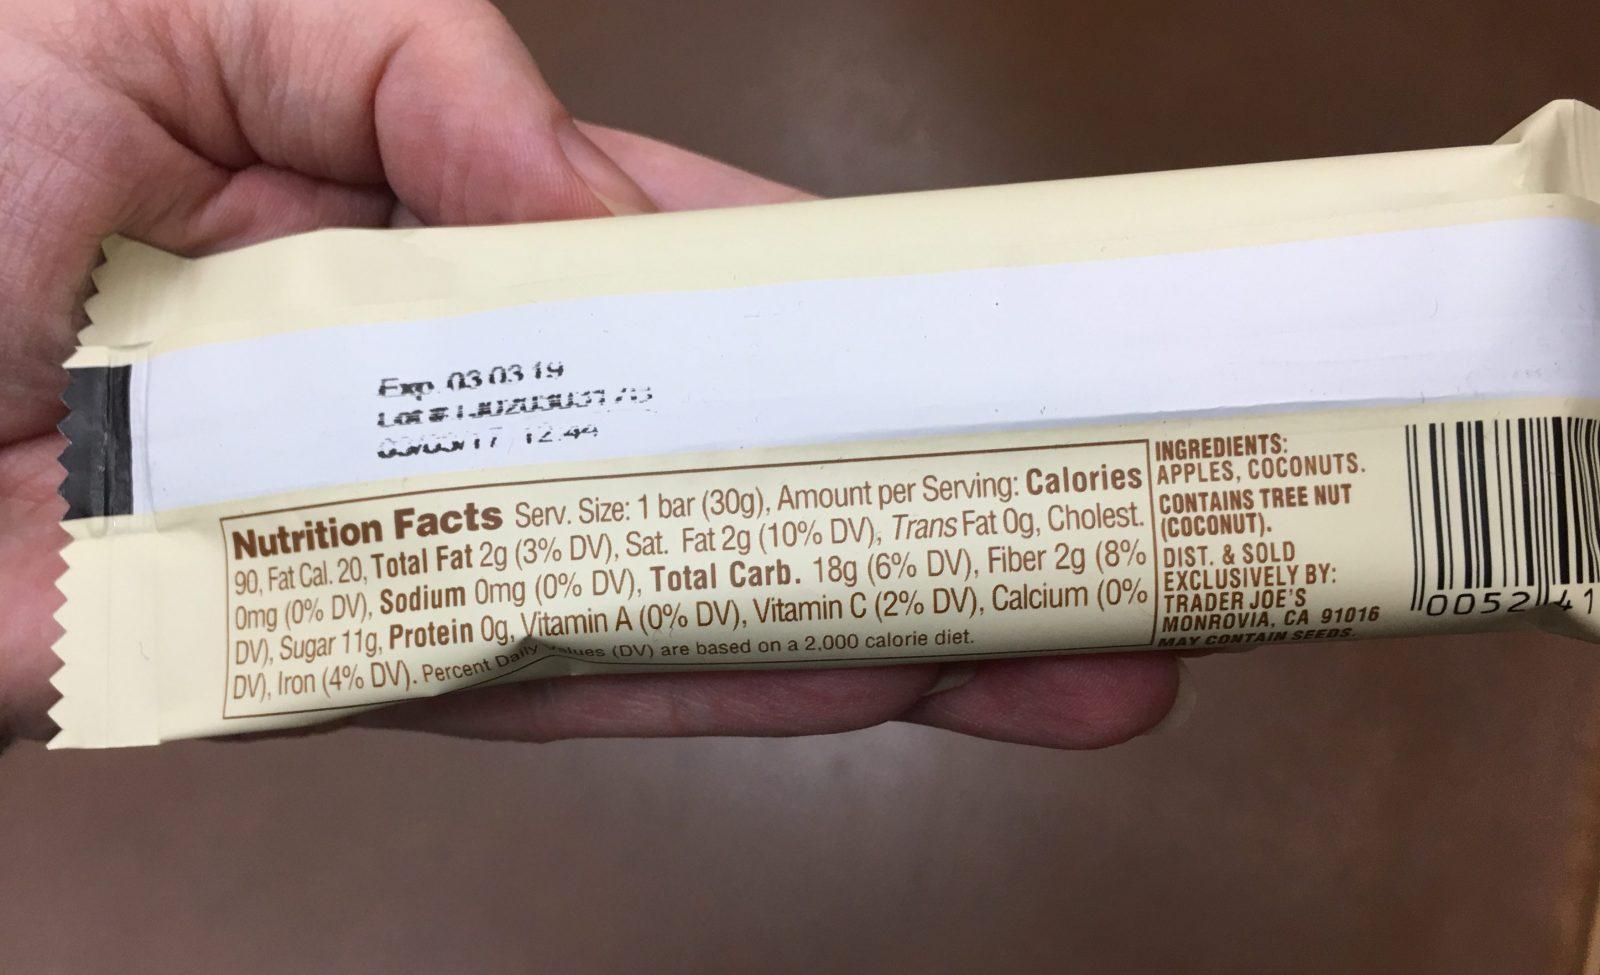 Exp. 03 03 19
12:44
Nutrition Facts Serv. Size: 1 bar (30g), Amount per Serving: Calories
90, Fat Cal. 20, Total Fat 2g (3% DV), Sat. Fat 2g (10% DV), Trans Fat 0g, Cholest.
0mg (0% DV), Sodium 0mg (0% DV), Total Carb. 18g (6% DV), Fiber 2g (8%
DV), Sugar 11g, Protein 0g, Vitamin A (0% DV), Vitamin C (2% DV), Calcium (0%
DV), Iron (4% DV). Percent Daily Values (DV) are based on a 2,000 calorie diet.
INGREDIENTS:
APPLES, COCONUTS.
CONTAINS TREE NUT
(COCONUT).
DIST. & SOLD
EXCLUSIVELY BY:
TRADER JOE'S
MONROVIA, CA 91016
MAY CONTAIN SEEDS.
0052 41